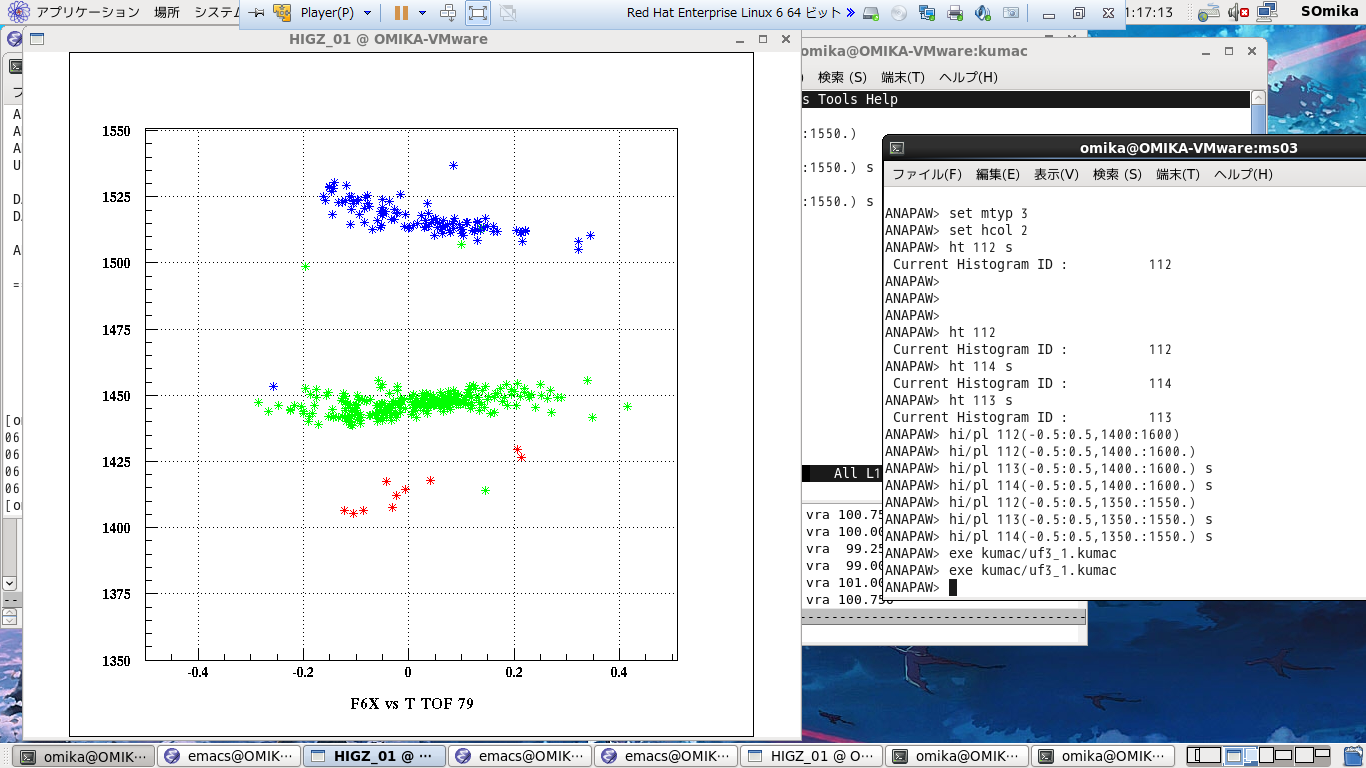 アプリケーション 場所 システム
Player(P)
Red Hat Enterprise Linux 6 64 ビット
1:17:13
SOmika
HIGZ_01 @ OMIKA-VMware
1550
1525
1500
1475
1450
1425
1400
1375
1350
-0.4 -0.2 0 0.2 0.4
F6X vs T TOF 79
omika@OMIKA-VMware:kumac
検索 (S) 端末(T) ヘルプ(H)
s Tools Help
:1550.)
:1550.) s
:1550.) s
All L1
vra 100.75
vra 100.00
vra 99.25
vra 99.00
vra 101.00
vra 100.750
omika@OMIKA-VMware:ms03
ファイル(F) 編集(E) 表示(V) 検索 (S) 端末(T) ヘルプ(H)
ANAPAW> set mtyp 3
ANAPAW> set hcol 2
ANAPAW> ht 112 s
Current Histogram ID : 112
ANAPAW>
ANAPAW>
ANAPAW>
ANAPAW> ht 112
Current Histogram ID : 112
ANAPAW> ht 114 s
Current Histogram ID : 114
ANAPAW> ht 113 s
Current Histogram ID : 113
ANAPAW> hi/pl 112(-0.5:0.5,1400:1600)
ANAPAW> hi/pl 112(-0.5:0.5,1400.:1600.)
ANAPAW> hi/pl 113(-0.5:0.5,1400.:1600.) s
ANAPAW> hi/pl 114(-0.5:0.5,1400.:1600.) s
ANAPAW> hi/pl 112(-0.5:0.5,1350.:1550.)
ANAPAW> hi/pl 113(-0.5:0.5,1350.:1550.) s
ANAPAW> hi/pl 114(-0.5:0.5,1350.:1550.) s
ANAPAW> exe kumac/uf3_1.kumac
ANAPAW> exe kumac/uf3_1.kumac
ANAPAW>
A
A
A
U
D
D
A
=
[o
06
06
06
06
[o
omika@OMIK···
emacs@OMIK···
HIGZ_01 @ ···
emacs@OMIK···
emacs@OMIK···
HIGZ_01 @ O···
omika@OMIK···
omika@OMIK···